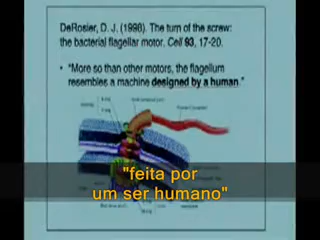 DeRosier, D. J. (1998). The turn of the screw:
the bacterial flagellar motor. Cell 93, 17-20.
• "More so than other motors, the flagellum
resembles a machine designed by a human."
"feita por
um ser humano"